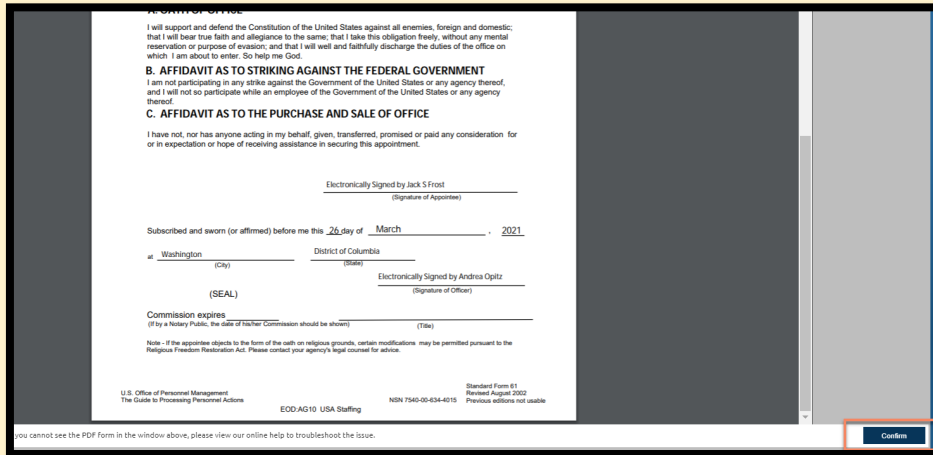 A. OATH OF OFFICE
I will support and defend the Constitution of the United States against all enemies, foreign and domestic;
that I will bear true faith and allegiance to the same; that I take this obligation freely, without any mental
reservation or purpose of evasion; and that I will well and faithfully discharge the duties of the office on
which I am about to enter. So help me God.
B. AFFIDAVIT AS TO STRIKING AGAINST THE FEDERAL GOVERNMENT
I am not participating in any strike against the Government of the United States or any agency thereof,
and I will not so participate while an employee of the Government of the United States or any agency
thereof.
C. AFFIDAVIT AS TO THE PURCHASE AND SALE OF OFFICE
I have not, nor has anyone acting in my behalf, given, transferred, promised or paid any consideration for
or in expectation or hope of receiving assistance in securing this appointment.
Electronically Signed by Jack S Frost
(Signature of Appointee)
Subscribed and sworn (or affirmed) before me this 26 day of March , 2021
at Washington District of Columbia
(City) (State)
Electronically Signed by Andrea Opitz
(SEAL) (Signature of Officer)
Commission expires
(If by a Notary Public, the date of his/her Commission should be shown) (Title)
Note - If the appointee objects to the form of the oath on religious grounds, certain modifications may be permitted pursuant to the
Religious Freedom Restoration Act. Please contact your agency's legal counsel for advice.
U.S. Office of Personnel Management
The Guide to Processing Personnel Actions
NSN 7540-00-634-4015
Standard Form 61
Revised August 2002
Previous editions not usable
EOD:AG10 USA Staffing
you cannot see the PDF form in the window above, please view our online help to troubleshoot the issue.
Confirm